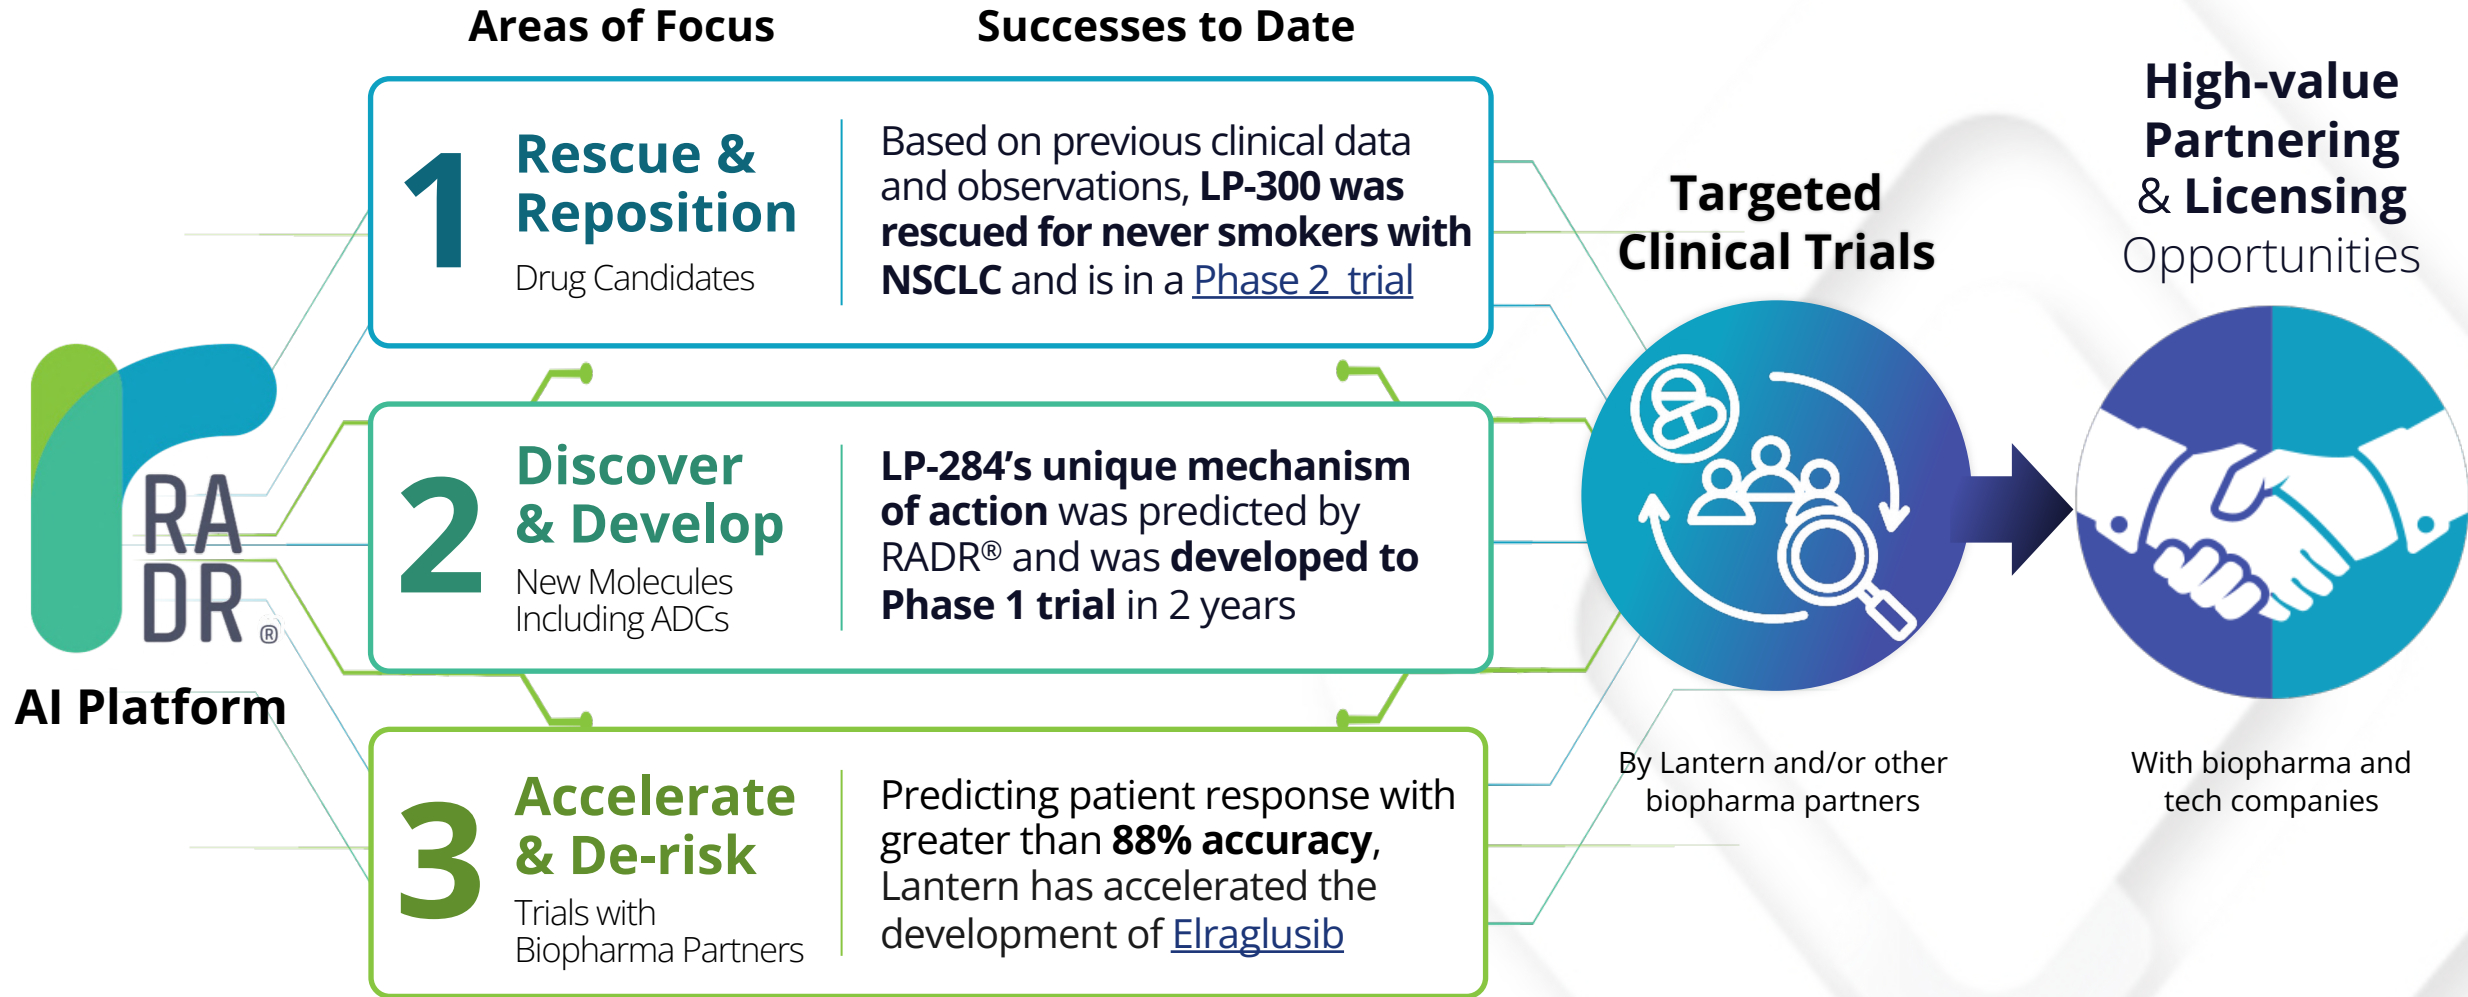 Areas of Focus
Successes to Date
RA
DR®
AI Platform
1
Rescue &
Reposition
Drug Candidates
Based on previous clinical data
and observations, LP-300 was
rescued for never smokers with
NSCLC and is in a Phase 2 trial
2
Discover
& Develop
New Molecules
Including ADCs
LP-284’s unique mechanism
of action was predicted by
RADR® and was developed to
Phase 1 trial in 2 years
3
Accelerate
& De-risk
Trials with
Biopharma Partners
Predicting patient response with
greater than 88% accuracy,
Lantern has accelerated the
development of Elraglusib
Targeted
Clinical Trials
By Lantern and/or other
biopharma partners
High-value
Partnering
& Licensing
Opportunities
With biopharma and
tech companies